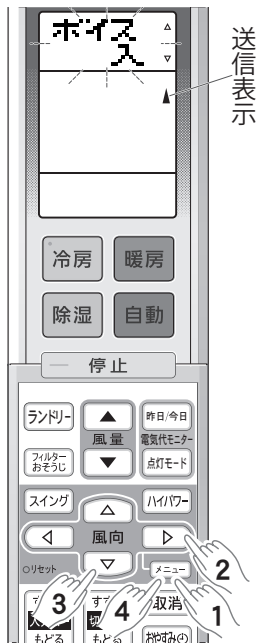 ボイス
入
送信表示
冷房
暖房
除湿
自動
停止
ランドリー
風量
昨日/今日
電気代モニター
フィルター
おそうじ
点灯モード
スイング
風向
ハイパワー
リセット
メニュー
2
3
4
1
取消
もどる
もどる
おやすみ